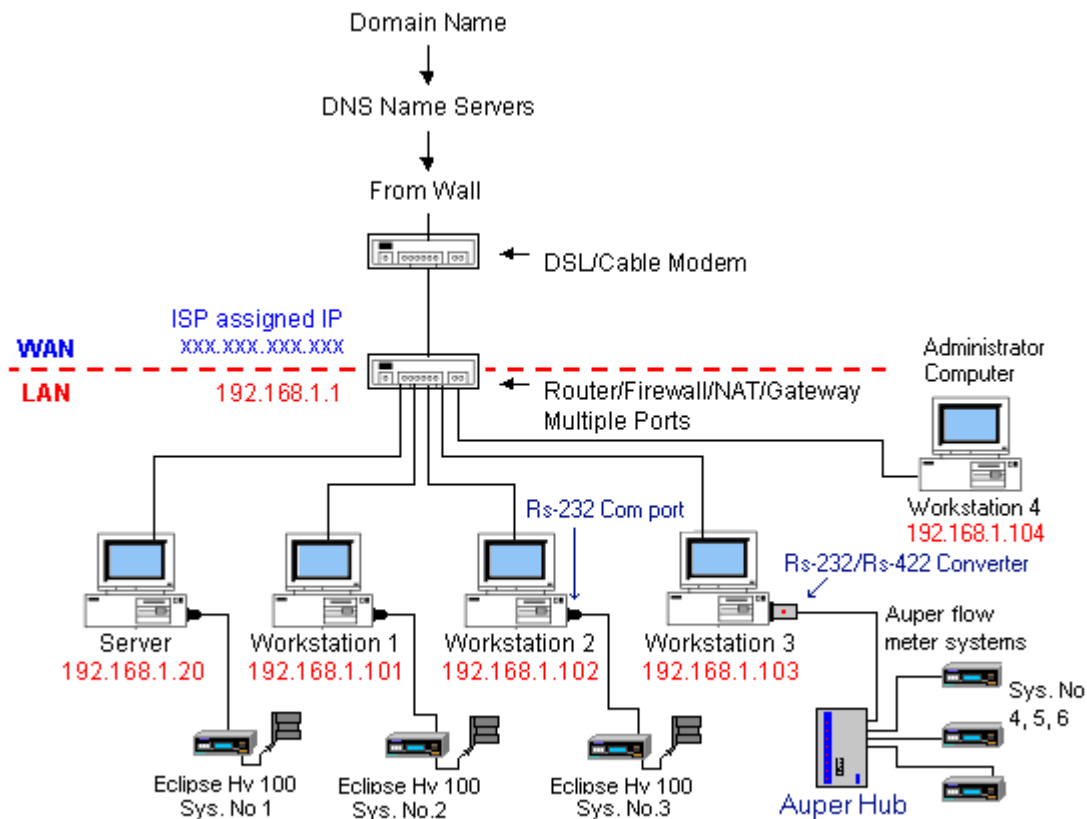 Domain Name
DNS Name Servers
From Wall
DSL/Cable Modem
ISP assigned IP
xxx.xxx.xxx.xxx
WAN
LAN
192.168.1.1
Router/Firewall/NAT/Gateway
Multiple Ports
Administrator
Computer
Workstation 4
192.168.1.104
Rs-232 Com port
Rs-232/Rs-422 Converter
Server
192.168.1.20
Workstation 1
192.168.1.101
Workstation 2
192.168.1.102
Workstation 3
192.168.1.103
Auper flow
meter systems
Sys. No
4, 5, 6
Eclipse Hv 100
Sys. No 1
Eclipse Hv 100
Sys. No.2
Eclipse Hv 100
Sys. No.3
Auper Hub